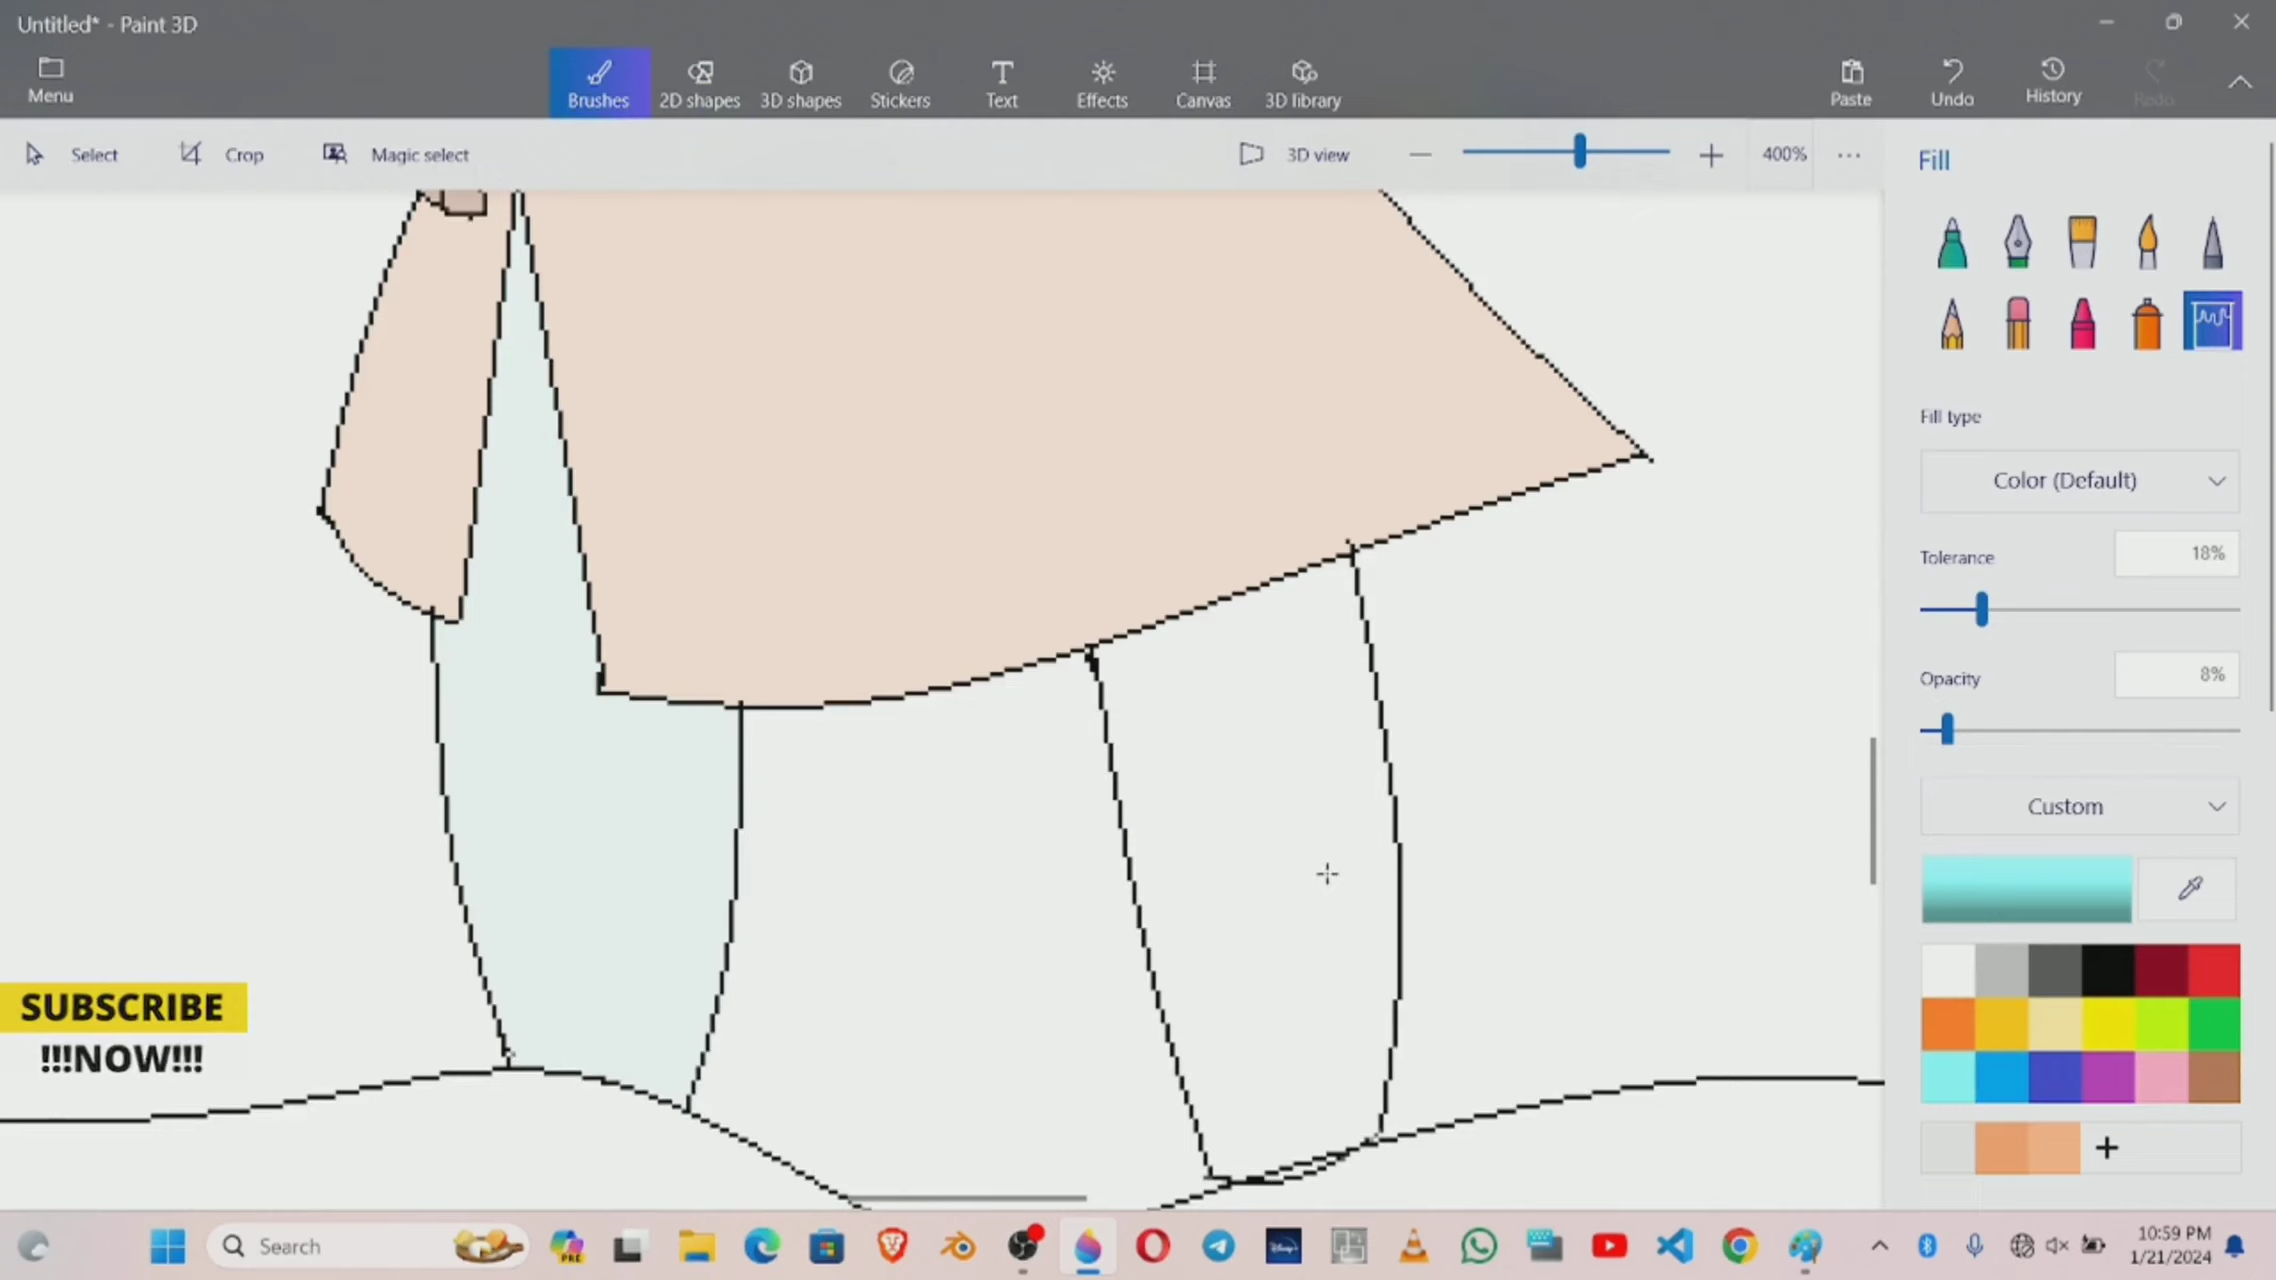 Untitled* - Paint 3D
Menu
Brushes
2D shapes
3D shapes
Stickers
Text
Effects
Canvas
3D library
Paste
Undo
History
Redo
Select
Crop
Magic select
3D view
400%
Fill
Fill type
Color (Default)
Tolerance
18%
Opacity
8%
Custom
SUBSCRIBE
!!!NOW!!!
Search
PRE
Disney+
10:59 PM
1/21/2024